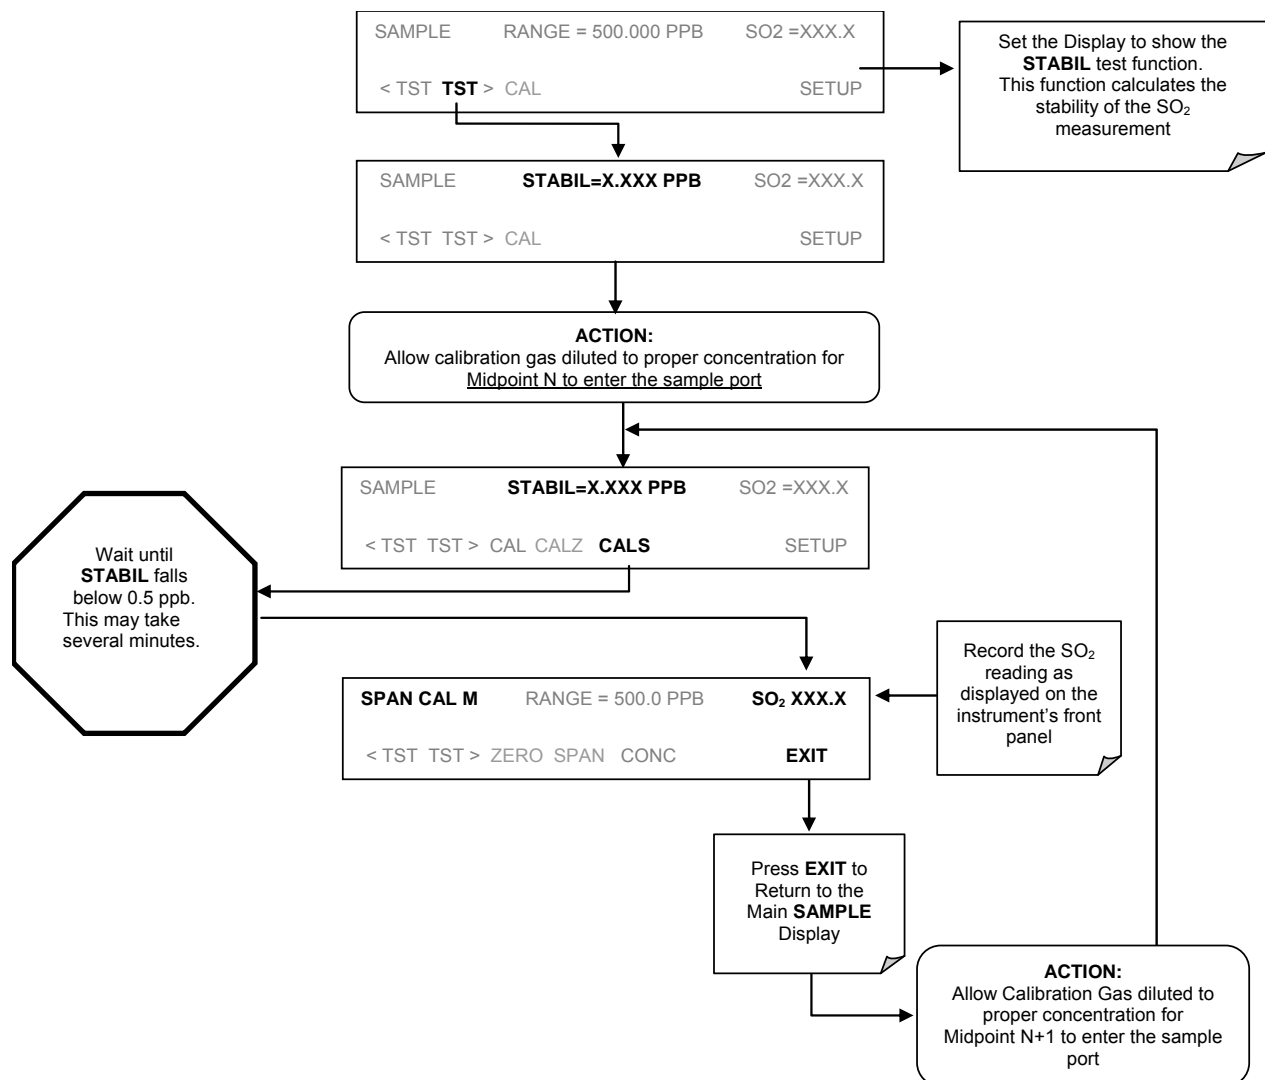 SAMPLE RANGE = 500.000 PPB SO2 =XXX.X
< TST TST > CAL SETUP
Set the Display to show the
STABIL test function.
This function calculates the
stability of the SO₂
measurement
SAMPLE STABIL=X.XXX PPB SO2 =XXX.X
< TST TST > CAL SETUP
ACTION:
Allow calibration gas diluted to proper concentration for
Midpoint N to enter the sample port
SAMPLE STABIL=X.XXX PPB SO2 =XXX.X
< TST TST > CAL CALZ CALS SETUP
Wait until
STABIL falls
below 0.5 ppb.
This may take
several minutes.
SPAN CAL M RANGE = 500.0 PPB SO₂ XXX.X
< TST TST > ZERO SPAN CONC EXIT
Record the SO₂
reading as
displayed on the
instrument's front
panel
Press EXIT to
Return to the
Main SAMPLE
Display
ACTION:
Allow Calibration Gas diluted to
proper concentration for
Midpoint N+1 to enter the sample
port